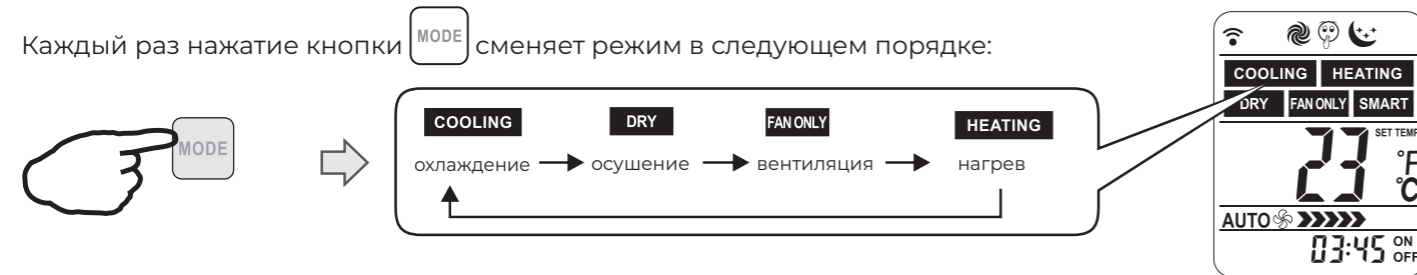 Каждый раз нажатие кнопки MODE сменяет режим в следующем порядке:
MODE
COOLING DRY FAN ONLY HEATING
охлаждение осушение вентиляция нагрев
COOLING HEATING
DRY FAN ONLY SMART
SET TEMP
23 °F
°C
AUTO
03:45 ON
OFF